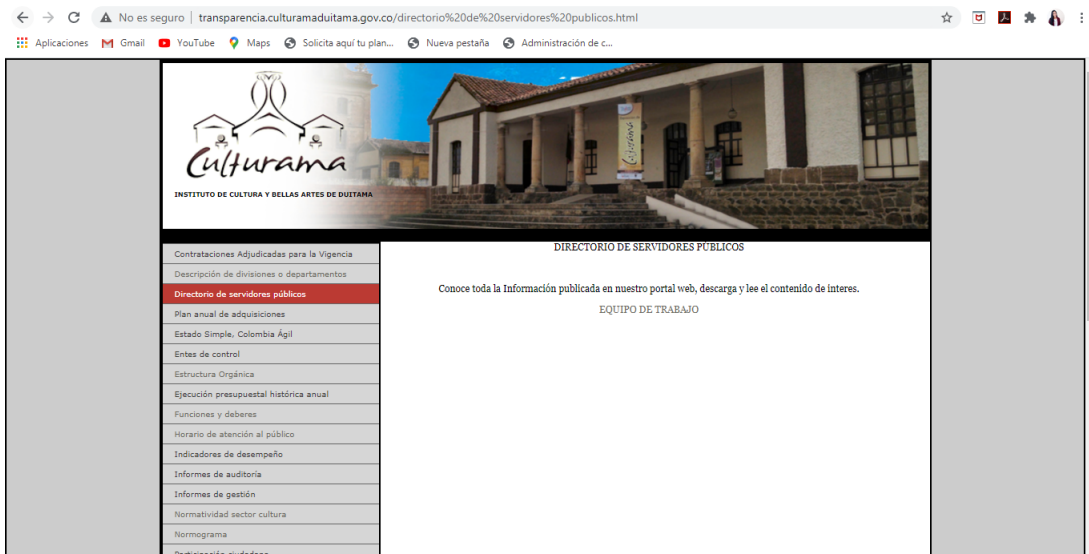 No es seguro | transparencia.culturamaduitama.gov.co/directorio%20de%20servidores%20publicos.html
Aplicaciones Gmail YouTube Maps Solicita aquí tu plan... Nueva pestaña Administración de c...
Culturama
INSTITUTO DE CULTURA Y BELLAS ARTES DE DUITAMA
Culturama
Contrataciones Adjudicadas para la Vigencia
Descripción de divisiones o departamentos
Directorio de servidores públicos
Plan anual de adquisiciones
Estado Simple, Colombia Ágil
Entes de control
Estructura Orgánica
Ejecución presupuestal histórica anual
Funciones y deberes
Horario de atención al público
Indicadores de desempeño
Informes de auditoría
Informes de gestión
Normatividad sector cultura
Normograma
Participación ciudadana
DIRECTORIO DE SERVIDORES PÚBLICOS
Conoce toda la Información publicada en nuestro portal web, descarga y lee el contenido de interes.
EQUIPO DE TRABAJO